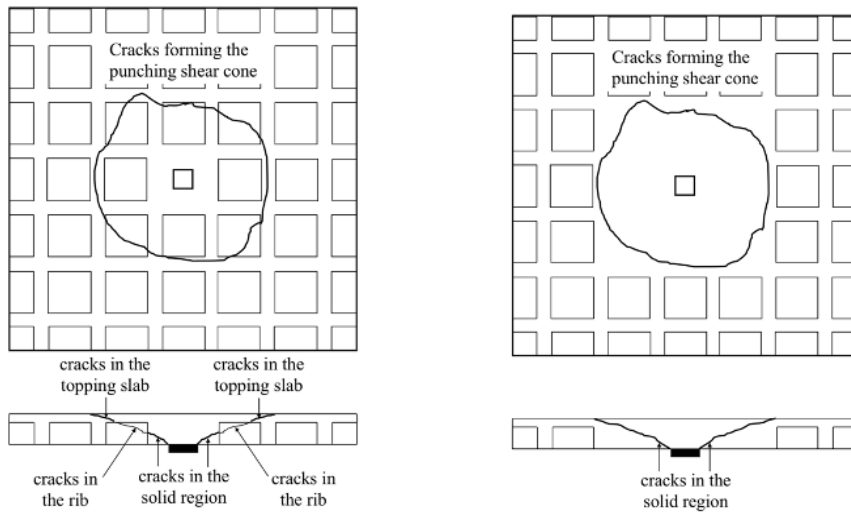 Cracks forming the
punching shear cone
cracks in the
topping slab
cracks in the
topping slab
cracks in
the rib
cracks in the
solid region
cracks in
the rib
Cracks forming the
punching shear cone
cracks in the
solid region